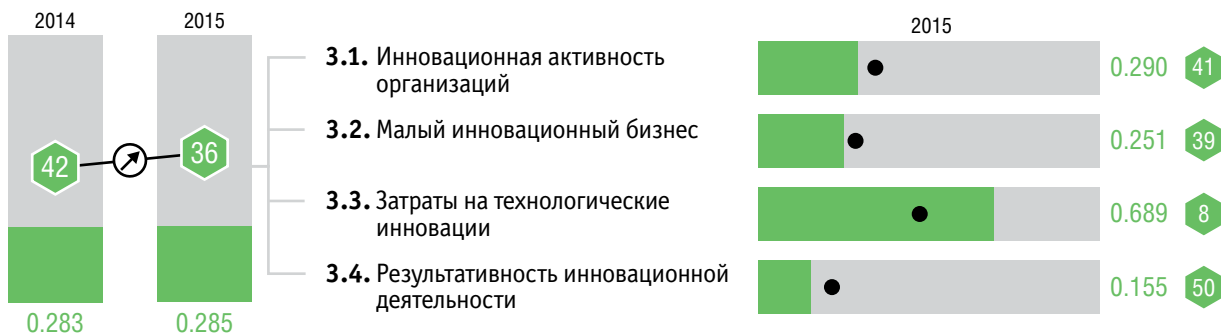 2014
2015
42
36
0.283
0.285
3.1. Инновационная активность
организаций
3.2. Малый инновационный бизнес
3.3. Затраты на технологические
инновации
3.4. Результативность инновационной
деятельности
2015
0.290 41
0.251 39
0.689 8
0.155 50